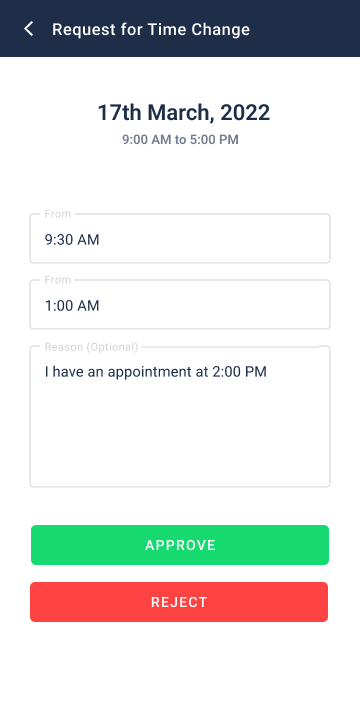 Request for Time Change
17th March, 2022
9:00 AM to 5:00 PM
From
9:30 AM
From
1:00 AM
Reason (Optional)
I have an appointment at 2:00 PM
APPROVE
REJECT